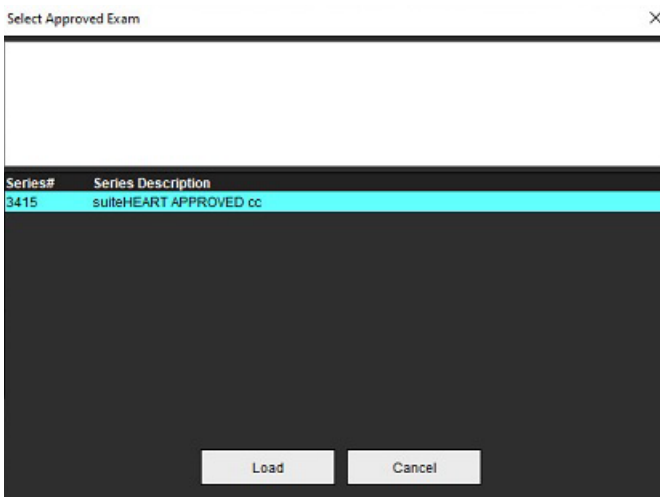 Select Approved Exam
Series# Series Description
3415 suiteHEART APPROVED cc
Load Cancel